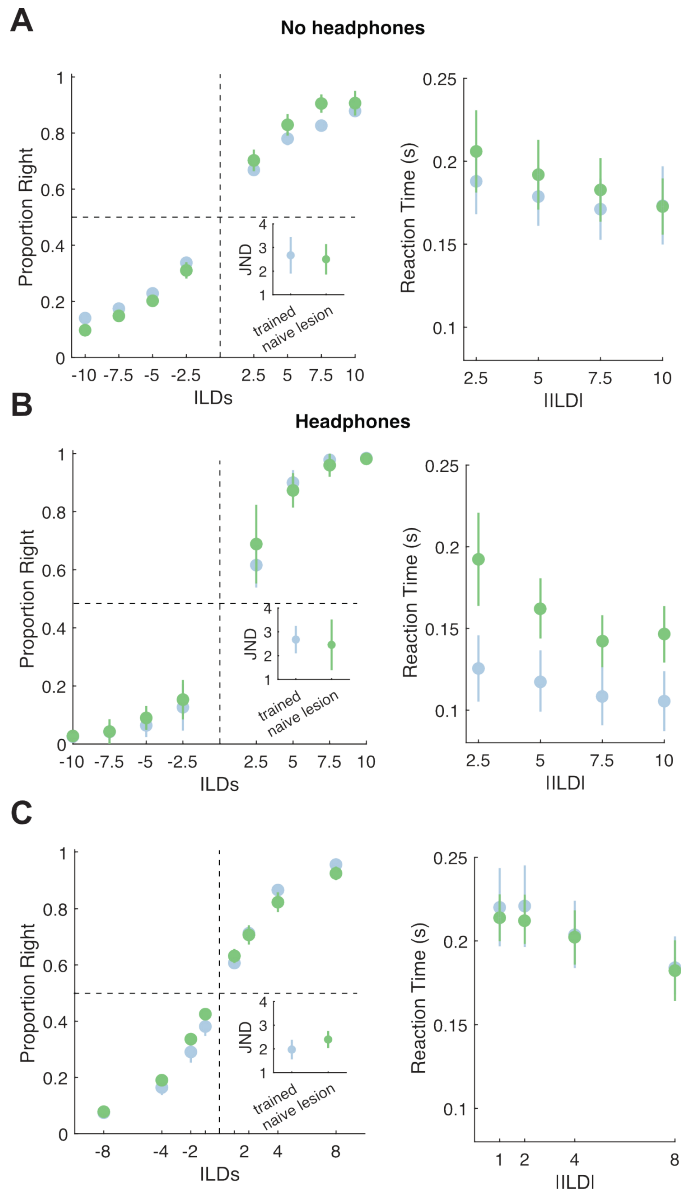 A
No headphones
1
0.8
0.6
0.4
0.2
0
Proportion Right
-10 -7.5 -5 -2.5 2.5 5 7.5 10
ILDs
4
3
2
1
JND
trained
naive lesion
0.25
0.2
0.15
0.1
Reaction Time (s)
2.5 5 7.5 10
|ILD|
B
Headphones
1
0.8
0.6
0.4
0.2
0
Proportion Right
-10 -7.5 -5 -2.5 2.5 5 7.5 10
ILDs
4
3
2
1
JND
trained
naive lesion
0.25
0.2
0.15
0.1
Reaction Time (s)
2.5 5 7.5 10
|ILD|
C
1
0.8
0.6
0.4
0.2
0
Proportion Right
-8 -4 -2 2 4 8
ILDs
4
3
2
1
JND
trained
naive lesion
0.25
0.2
0.15
0.1
Reaction Time (s)
1 2 4 8
|ILD|